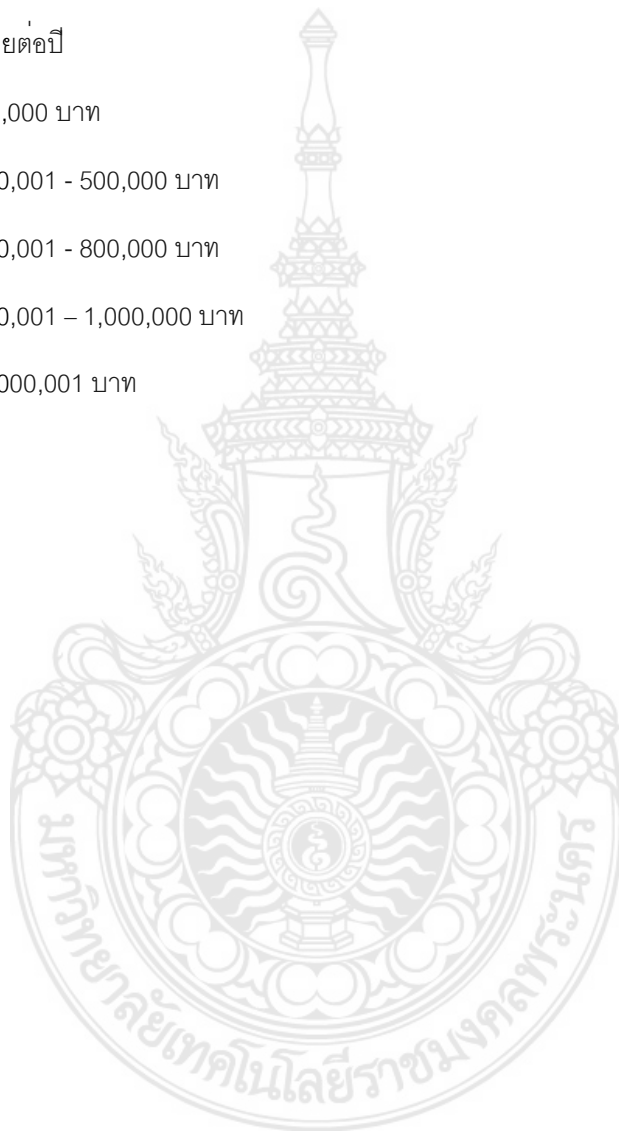 ยต่อปี
,000 บาท
0,001 - 500,000 บาท
0,001 - 800,000 บาท
0,001 – 1,000,000 บาท
000,001 บาท
มหาวิทยาลัยเทคโนโลยีราชมงคลพระนคร